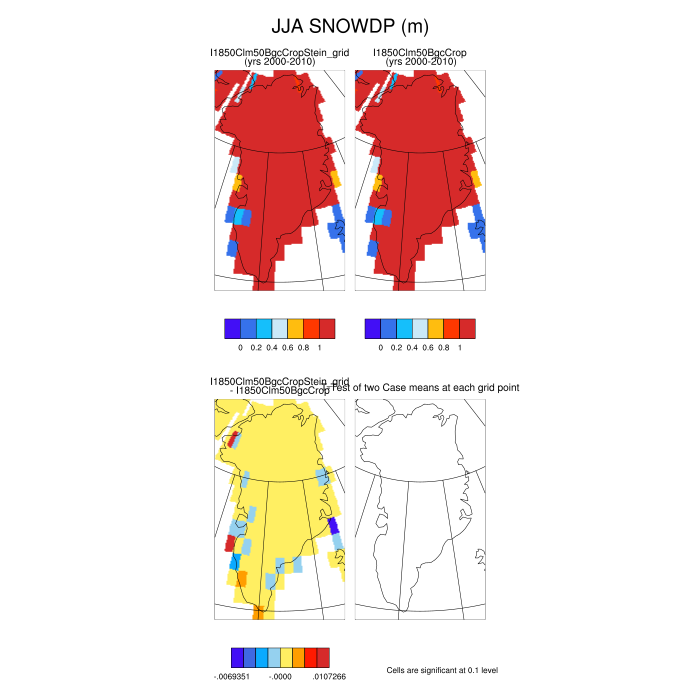 JJA SNOWDP (m)
I1850Clm50BgcCropStein_grid
(yrs 2000-2010)
I1850Clm50BgcCrop
(yrs 2000-2010)
0 0.2 0.4 0.6 0.8 1
0 0.2 0.4 0.6 0.8 1
I1850Clm50BgcCropStein_grid
- I1850Clm50BgcCrop
T-Test of two Case means at each grid point
-.0069351 -.0000 .0107266
Cells are significant at 0.1 level